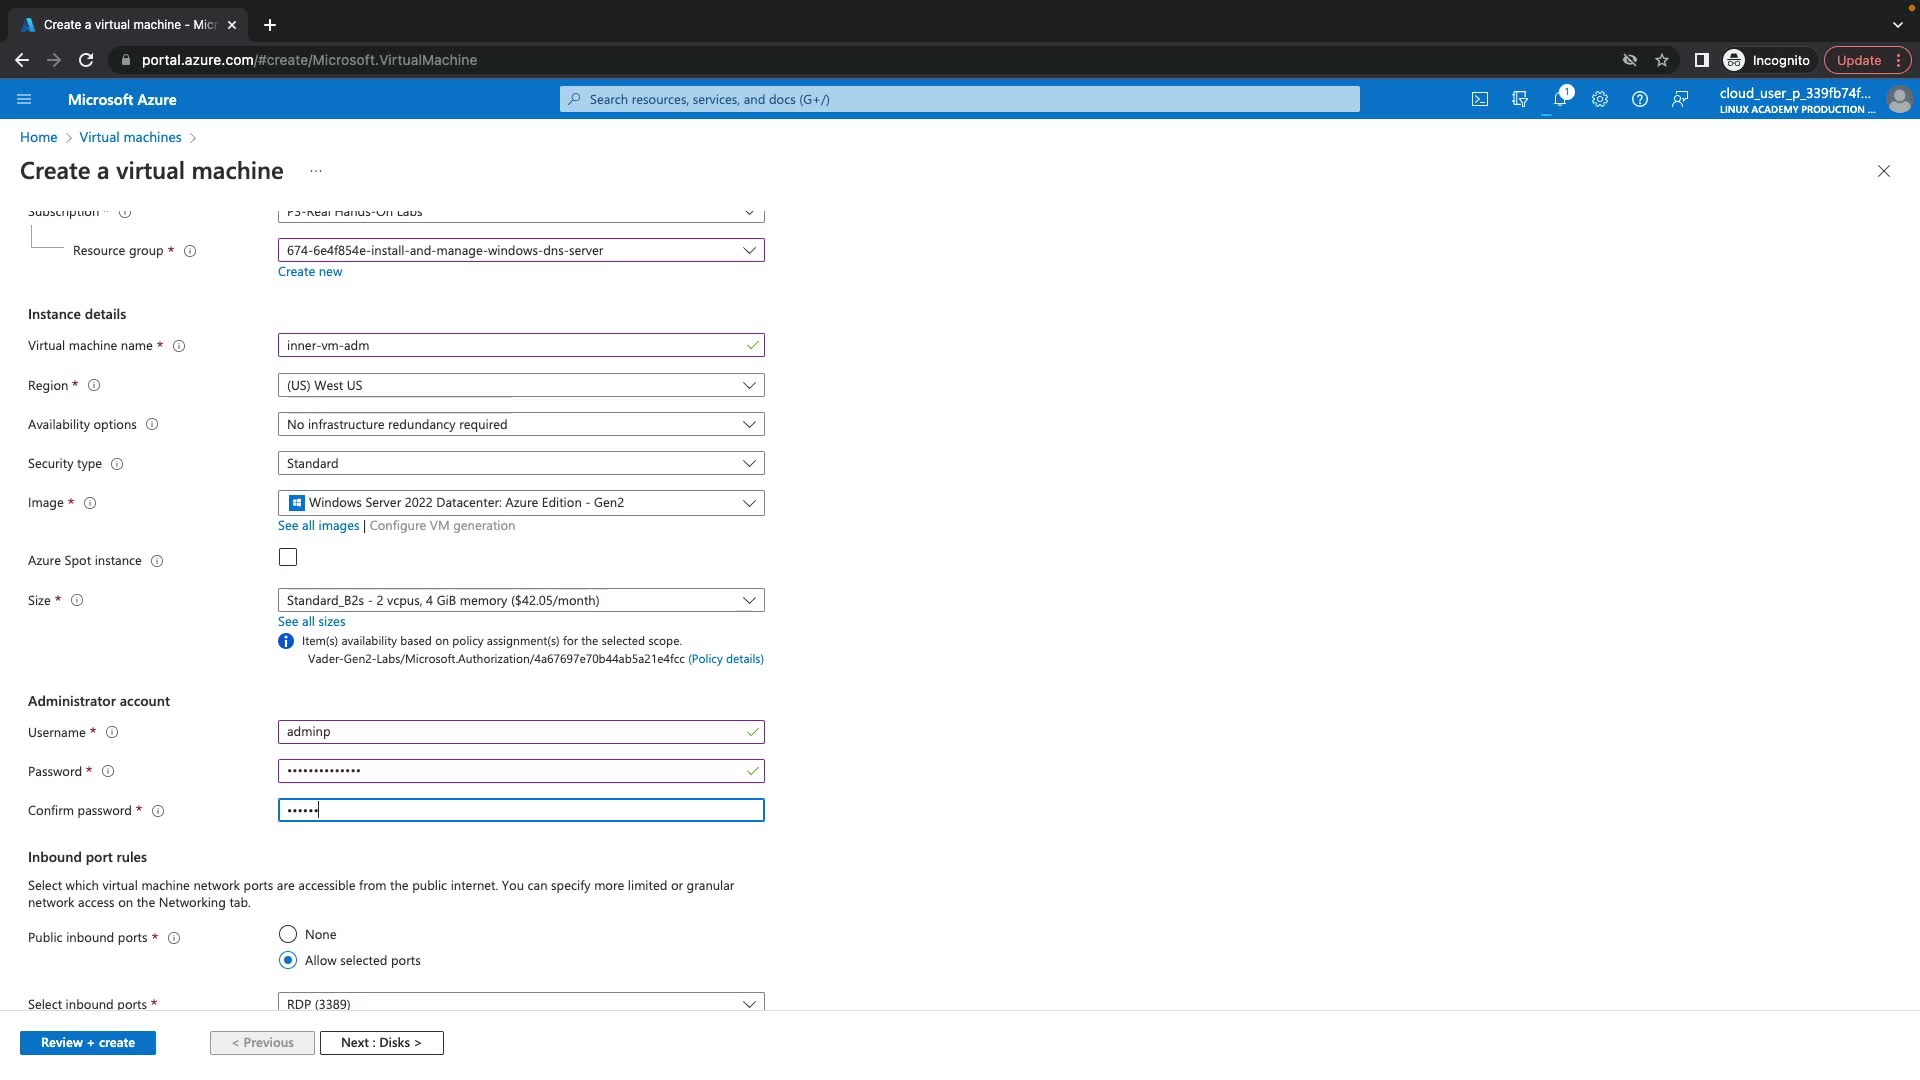 Create a virtual machine - Micr
portal.azure.com/#create/Microsoft.VirtualMachine
Incognito
Update
Microsoft Azure
Search resources, services, and docs (G+/)
1
cloud_user_p_339fb74f...
LINUX ACADEMY PRODUCTION ...
Home > Virtual machines >
Create a virtual machine ...
Subscription *
PS-Real Hands-On Labs
Resource group *
674-6e4f854e-install-and-manage-windows-dns-server
Create new
Instance details
Virtual machine name *
inner-vm-adm
Region *
(US) West US
Availability options
No infrastructure redundancy required
Security type
Standard
Image *
Windows Server 2022 Datacenter: Azure Edition - Gen2
See all images | Configure VM generation
Azure Spot instance
Size *
Standard_B2s - 2 vcpus, 4 GiB memory ($42.05/month)
See all sizes
Item(s) availability based on policy assignment(s) for the selected scope.
Vader-Gen2-Labs/Microsoft.Authorization/4a67697e70b44ab5a21e4fcc (Policy details)
Administrator account
Username *
adminp
Password *
••••••••••••••
Confirm password *
••••••
Inbound port rules
Select which virtual machine network ports are accessible from the public internet. You can specify more limited or granular
network access on the Networking tab.
Public inbound ports *
None
Allow selected ports
Select inbound ports *
RDP (3389)
Review + create
< Previous
Next : Disks >